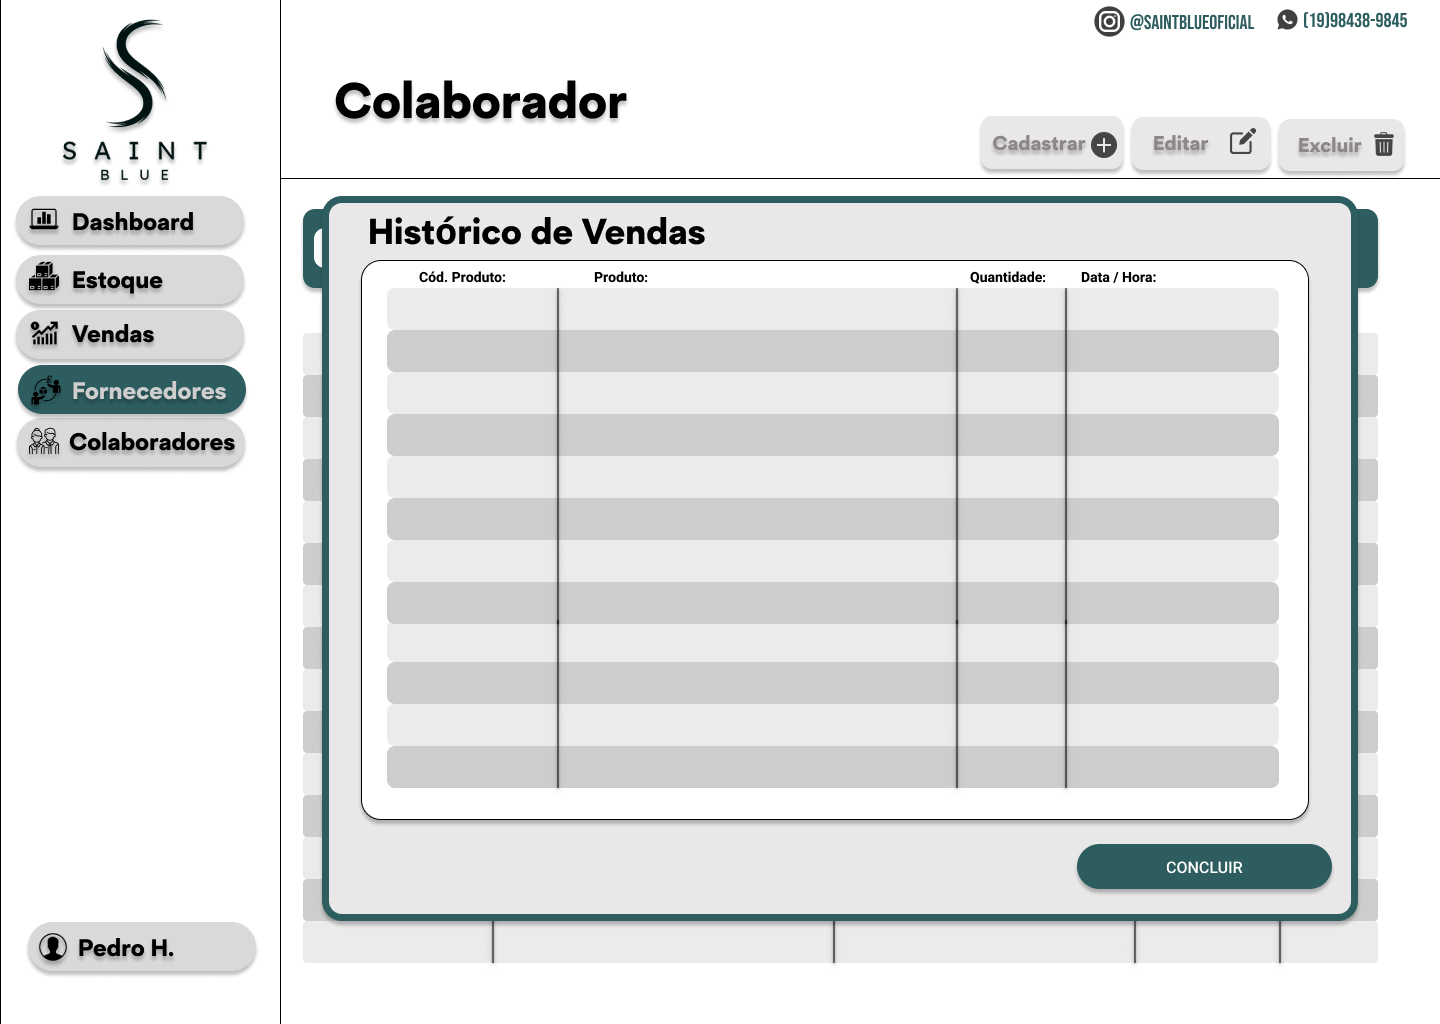 @SAINTBLUEOFICIAL
(19)98438-9845
SAINT
BLUE
Colaborador
Cadastrar
Editar
Excluir
Dashboard
Estoque
Vendas
Fornecedores
Colaboradores
Pedro H.
Histórico de Vendas
Cód. Produto:
Produto:
Quantidade:
Data / Hora:
CONCLUIR